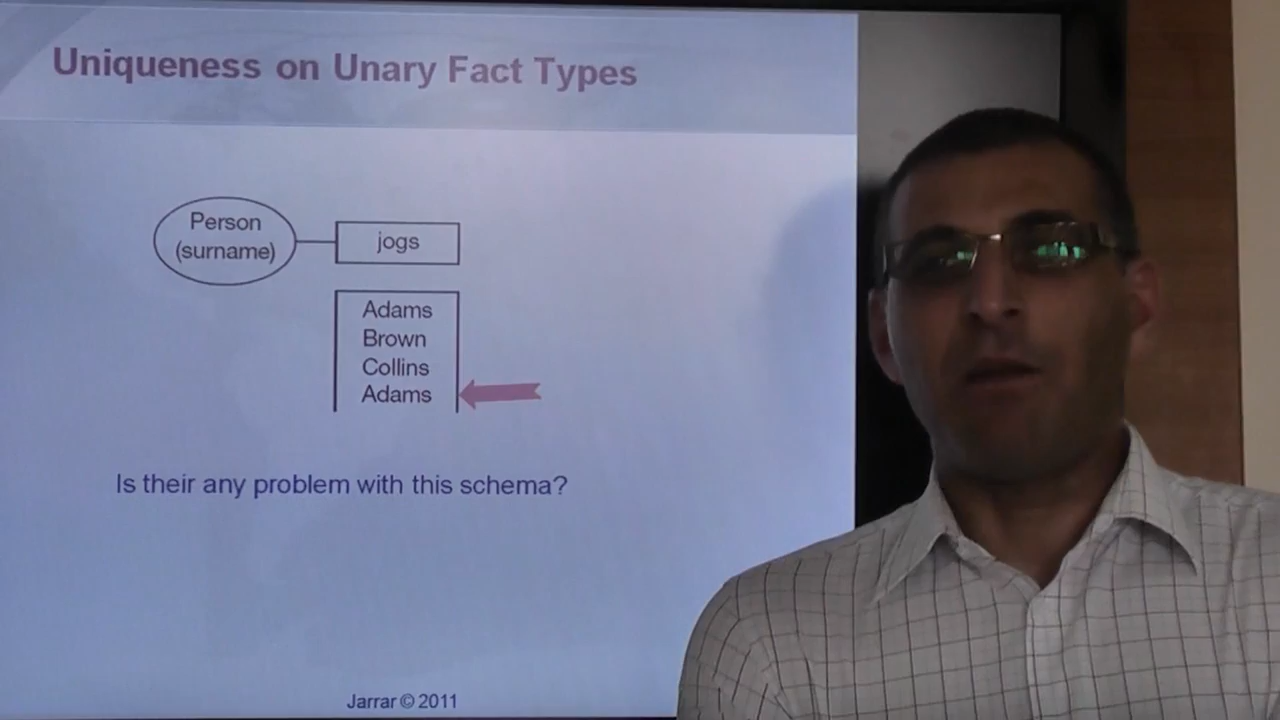 Uniqueness on Unary Fact Types
Person
(surname)
jogs
Adams
Brown
Collins
Adams
Is their any problem with this schema?
Jarrar © 2011